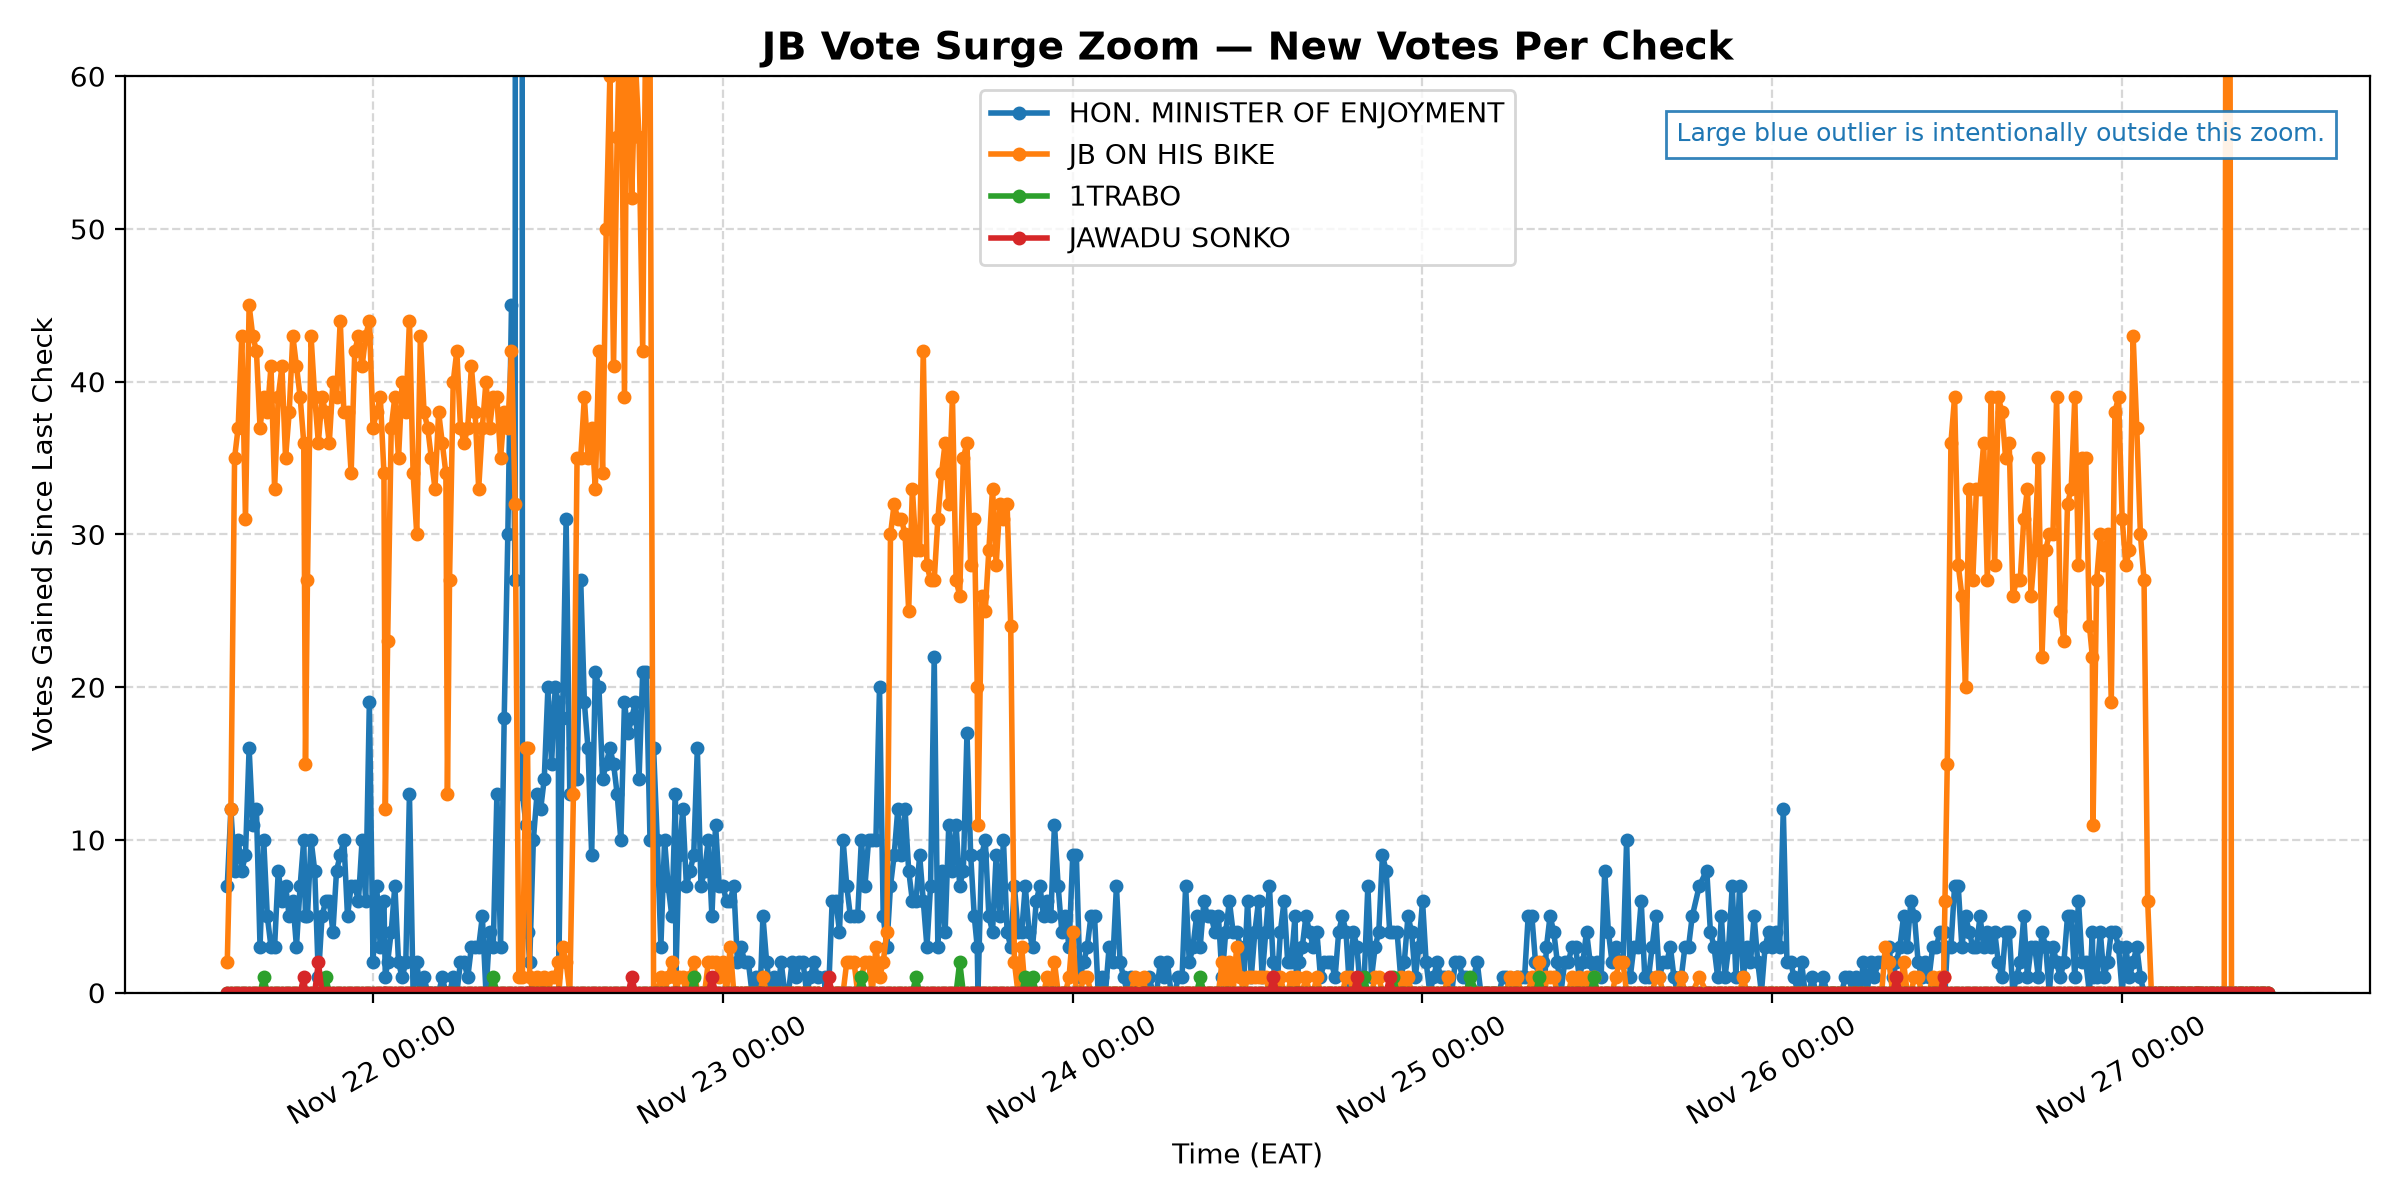 JB Vote Surge Zoom — New Votes Per Check
60
50
40
30
20
10
0
Votes Gained Since Last Check
HON. MINISTER OF ENJOYMENT
JB ON HIS BIKE
1TRABO
JAWADU SONKO
Large blue outlier is intentionally outside this zoom.
Nov 22 00:00
Nov 23 00:00
Nov 24 00:00
Nov 25 00:00
Nov 26 00:00
Nov 27 00:00
Time (EAT)